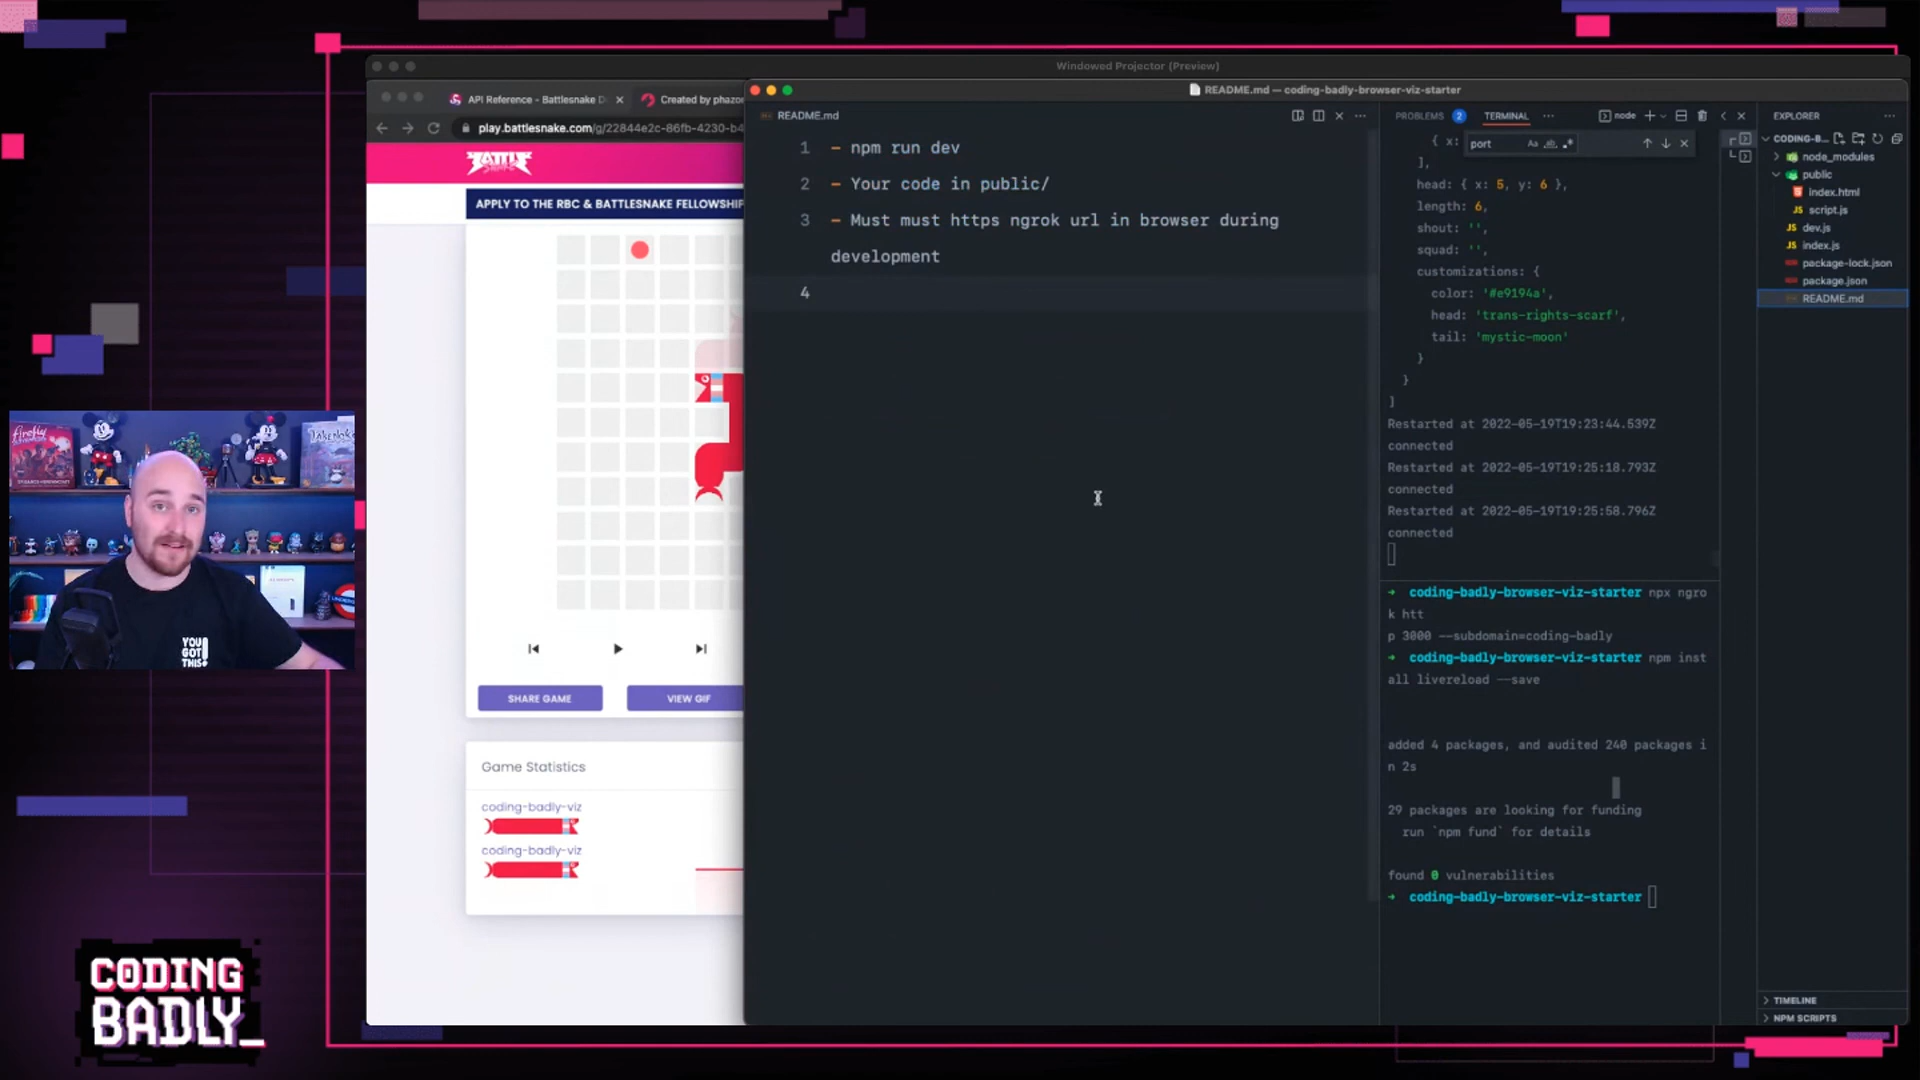 Windowed Projector (Preview)
API Reference - Battlesnake D
Created by phazor
play.battlesnake.com/g/22844e2c-86fb-4230-b4
BATTLE
SNAKE
APPLY TO THE RBC & BATTLESNAKE FELLOWSHIP
SHARE GAME
VIEW GIF
Game Statistics
coding-badly-viz
coding-badly-viz
README.md — coding-badly-browser-viz-starter
README.md
1 - npm run dev
2 - Your code in public/
3 - Must must https ngrok url in browser during
development
4
PROBLEMS 2 TERMINAL ··· node
port
{ x:
],
head: { x: 5, y: 6 },
length: 6,
shout: '',
squad: '',
customizations: {
color: '#e9194a',
head: 'trans-rights-scarf',
tail: 'mystic-moon'
}
}
]
Restarted at 2022-05-19T19:23:44.539Z
connected
Restarted at 2022-05-19T19:25:18.793Z
connected
Restarted at 2022-05-19T19:25:58.796Z
connected
→ coding-badly-browser-viz-starter npx ngro
k htt
p 3000 --subdomain=coding-badly
→ coding-badly-browser-viz-starter npm inst
all livereload --save
added 4 packages, and audited 240 packages i
n 2s
29 packages are looking for funding
run `npm fund` for details
found 0 vulnerabilities
→ coding-badly-browser-viz-starter
EXPLORER
CODING-B...
node_modules
public
index.html
script.js
dev.js
index.js
package-lock.json
package.json
README.md
TIMELINE
NPM SCRIPTS
firefly
YOU
GOT
THIS!
CODING
BADLY_